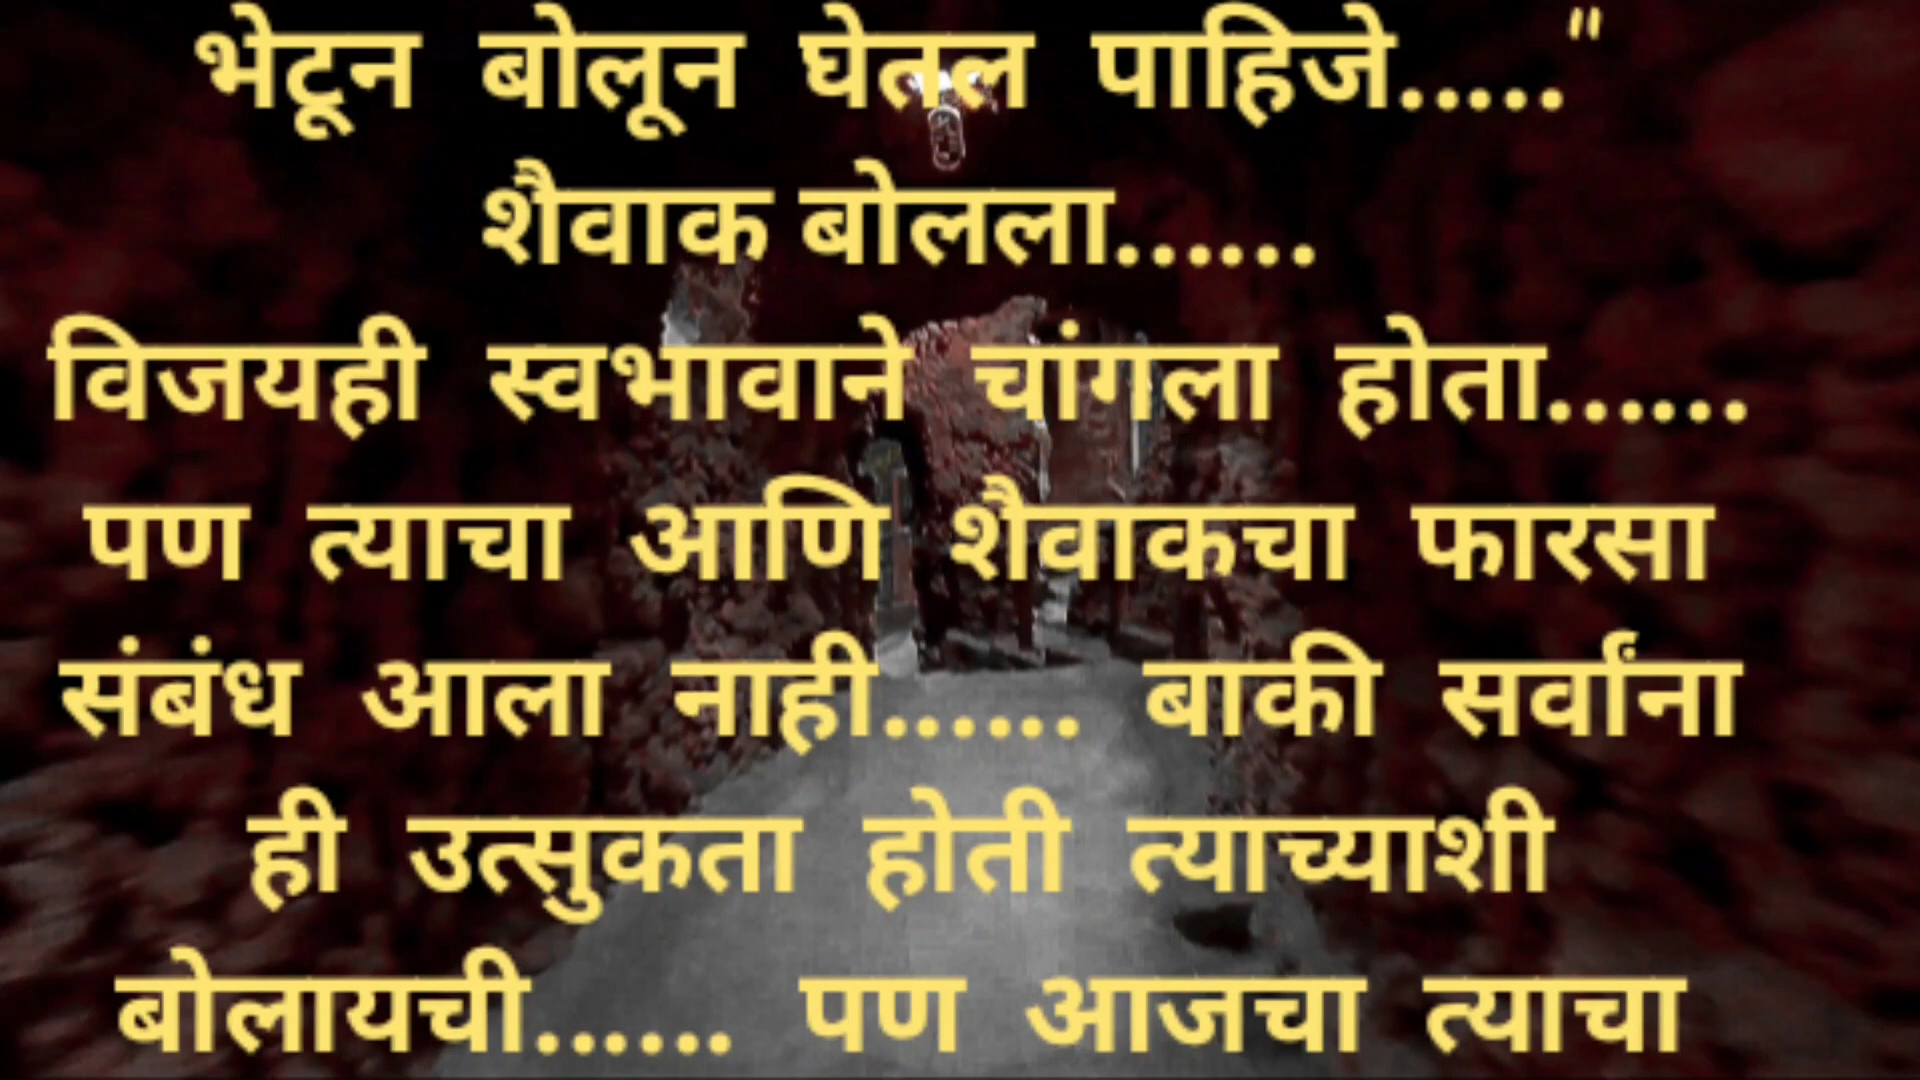 भेटून बोलून घेतल पाहिजे....."
शैवाक बोलला......
विजयही स्वभावाने चांगला होता......
पण त्याचा आणि शैवाकचा फारसा
संबंध आला नाही...... बाकी सर्वांना
ही उत्सुकता होती त्याच्याशी
बोलायची...... पण आजचा त्याचा